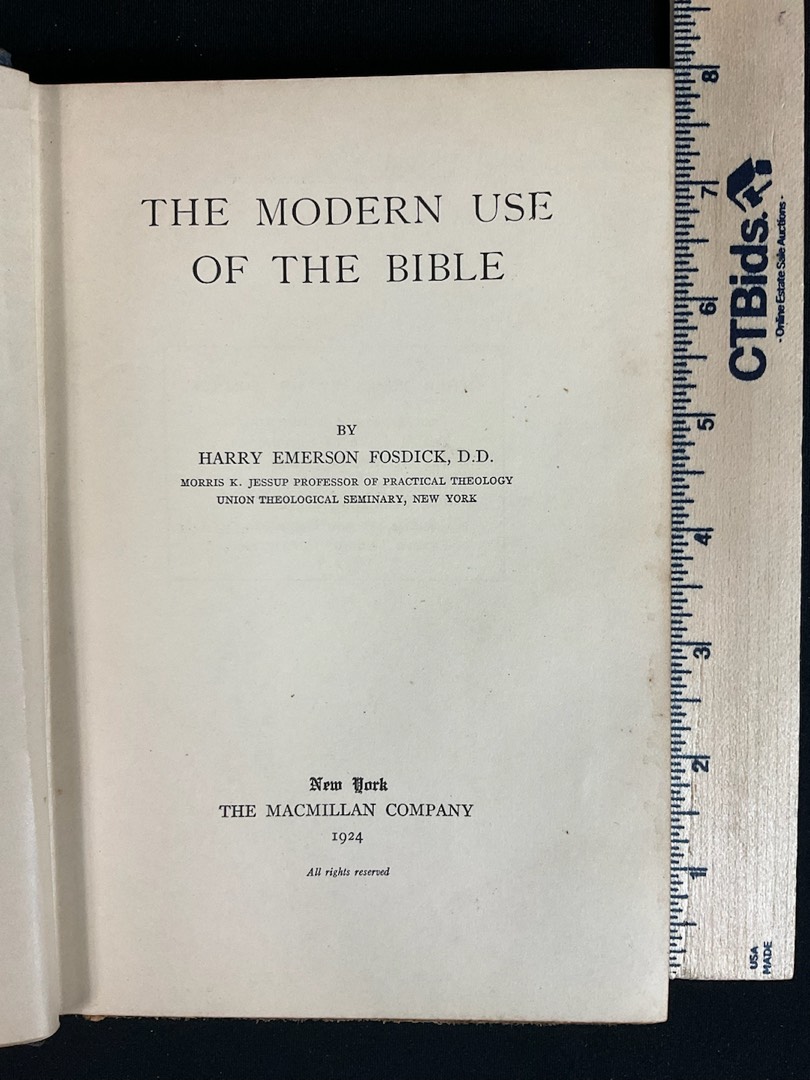 THE MODERN USE
OF THE BIBLE
BY
HARRY EMERSON FOSDICK, D.D.
MORRIS K. JESSUP PROFESSOR OF PRACTICAL THEOLOGY
UNION THEOLOGICAL SEMINARY, NEW YORK
New York
THE MACMILLAN COMPANY
1924
All rights reserved
8
7
6
5
4
3
2
1
CTBids.
- Online Estate Sale Auctions -
USA
MADE